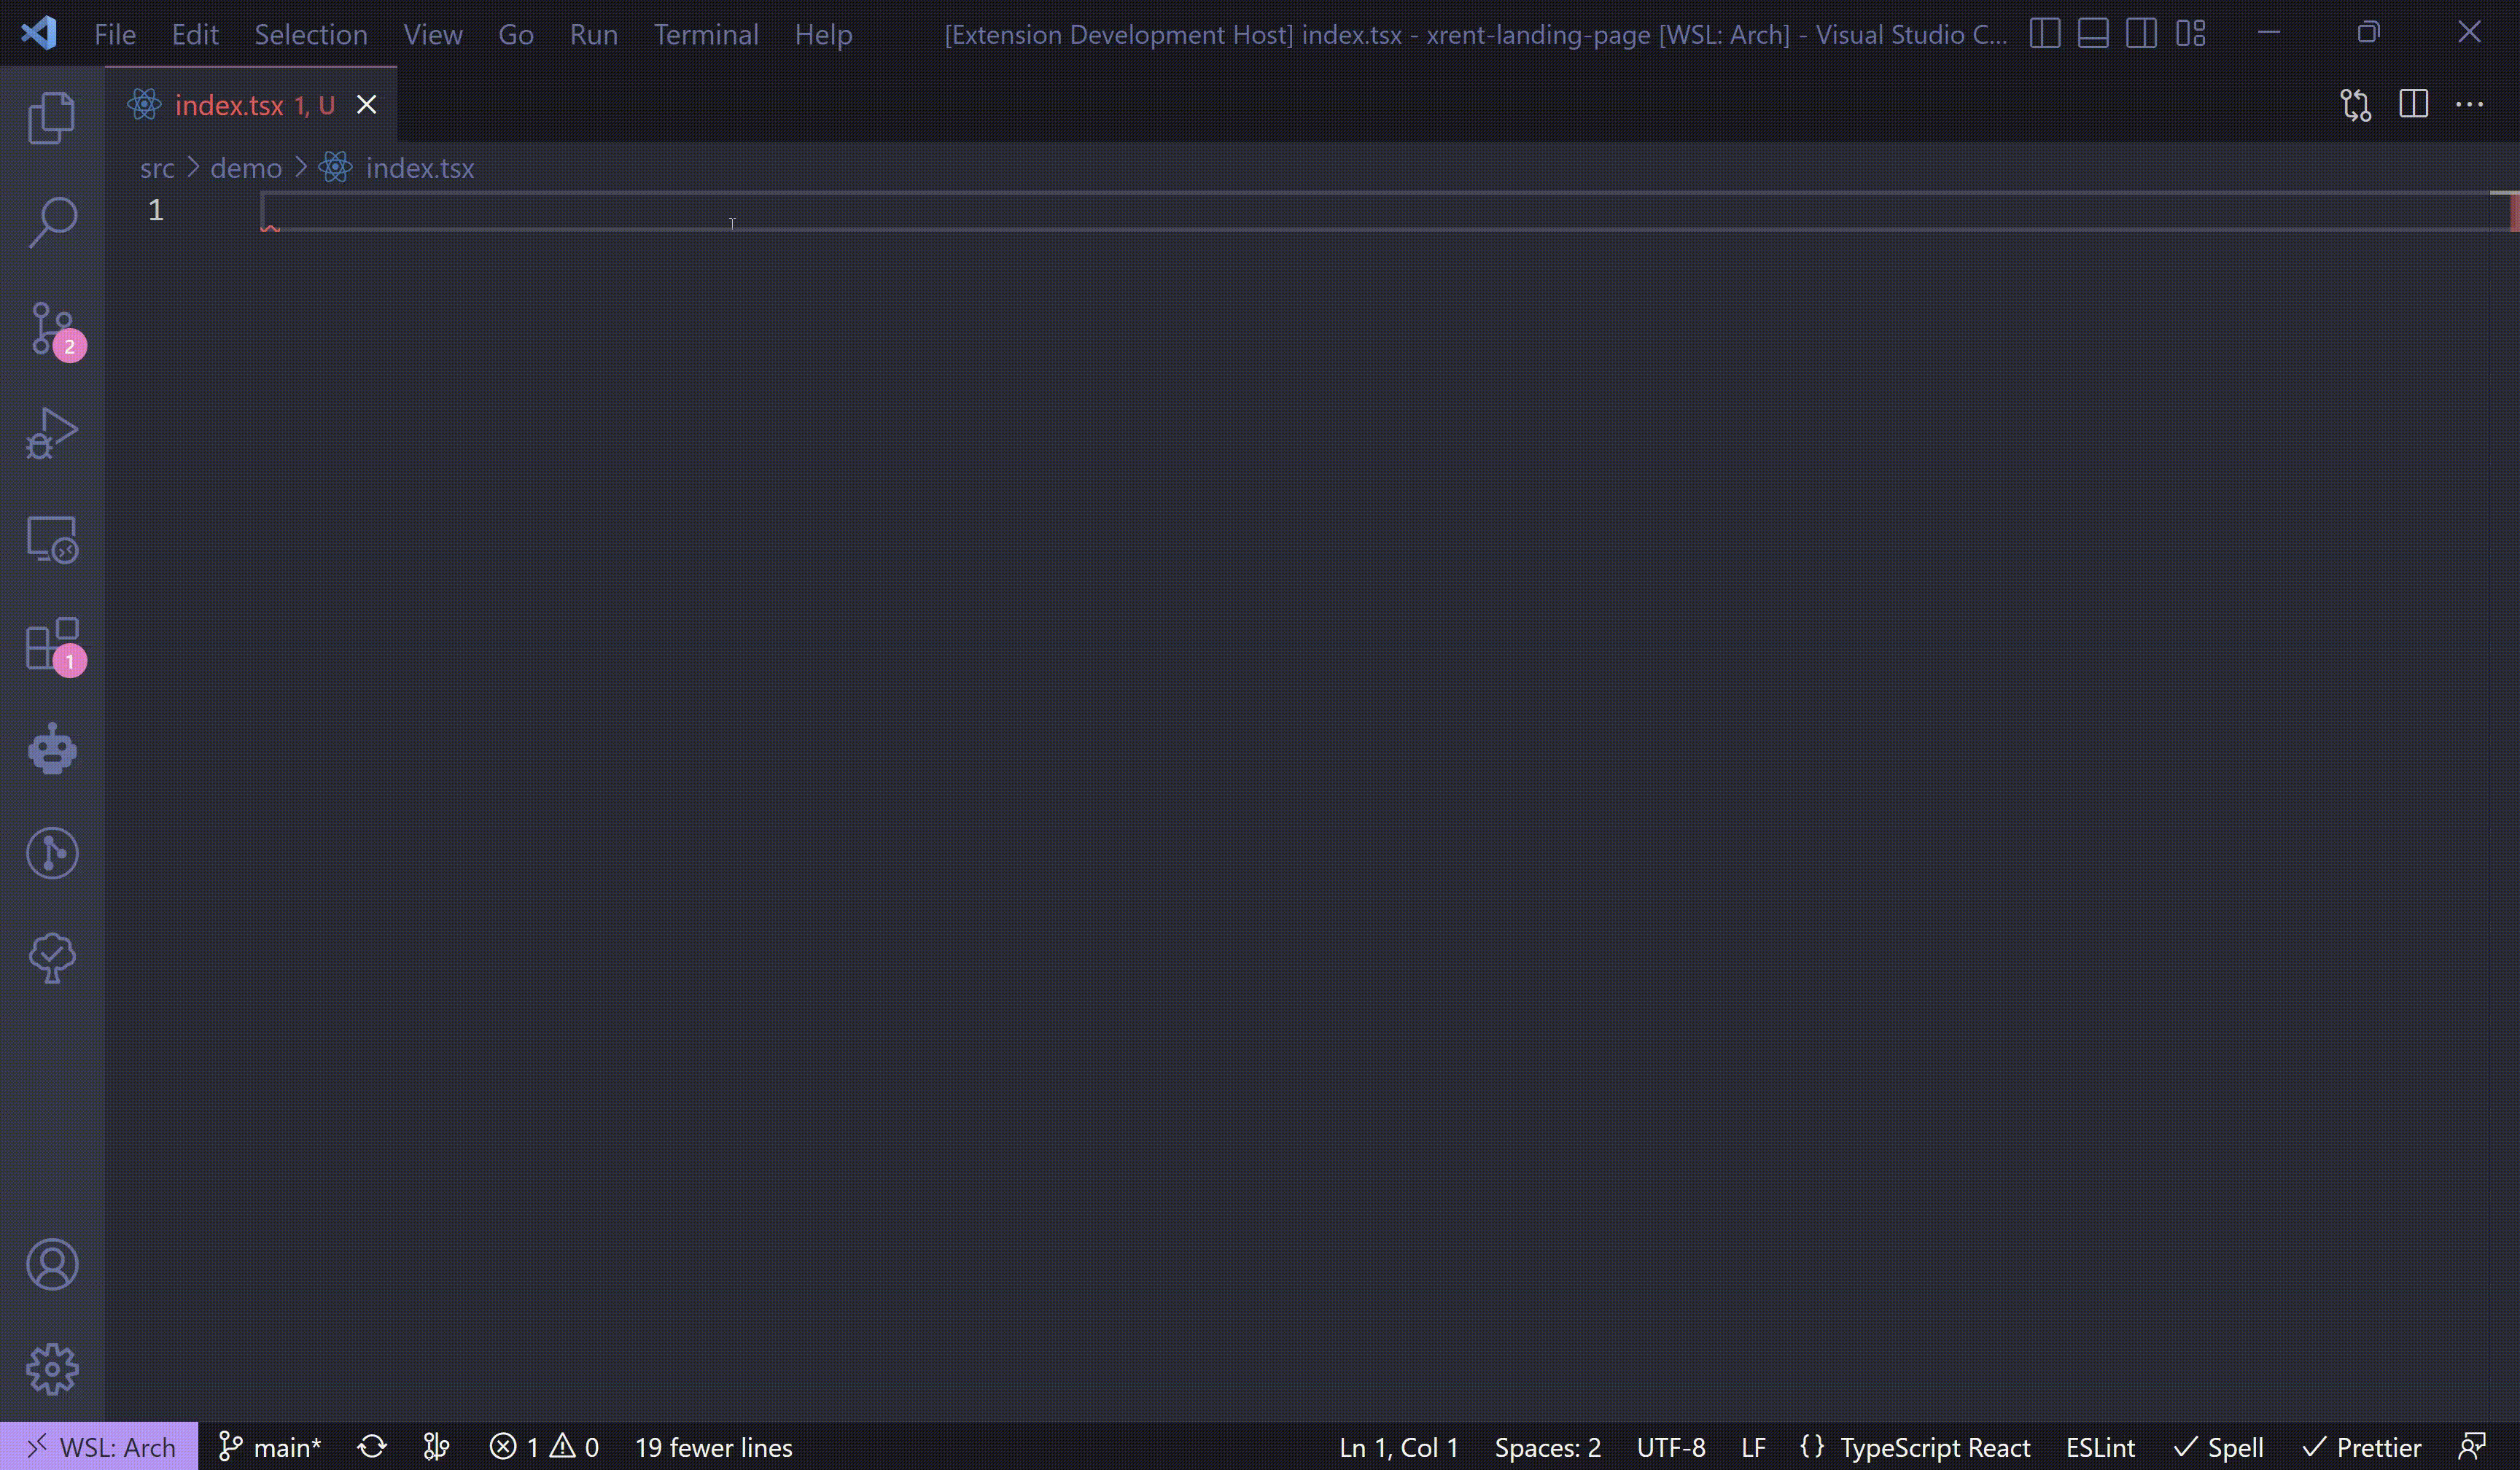 File Edit Selection View Go Run Terminal Help [Extension Development Host] index.tsx - xrent-landing-page [WSL: Arch] - Visual Studio C...
index.tsx 1, U
src > demo > index.tsx
1
2
1
WSL: Arch main* 1 0 19 fewer lines Ln 1, Col 1 Spaces: 2 UTF-8 LF {} TypeScript React ESLint Spell Prettier